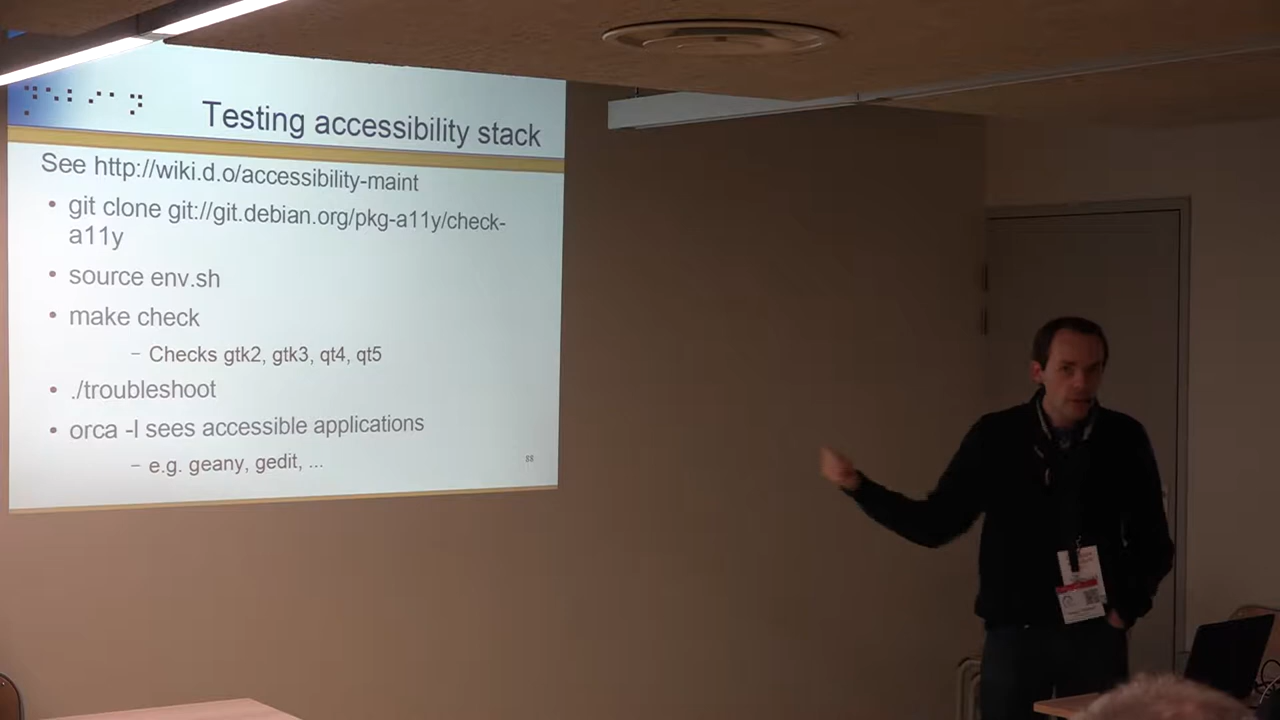 Testing accessibility stack
See http://wiki.d.o/accessibility-maint
• git clone git://git.debian.org/pkg-a11y/check-
a11y
• source env.sh
• make check
– Checks gtk2, gtk3, qt4, qt5
• ./troubleshoot
• orca -l sees accessible applications
– e.g. geany, gedit, ...